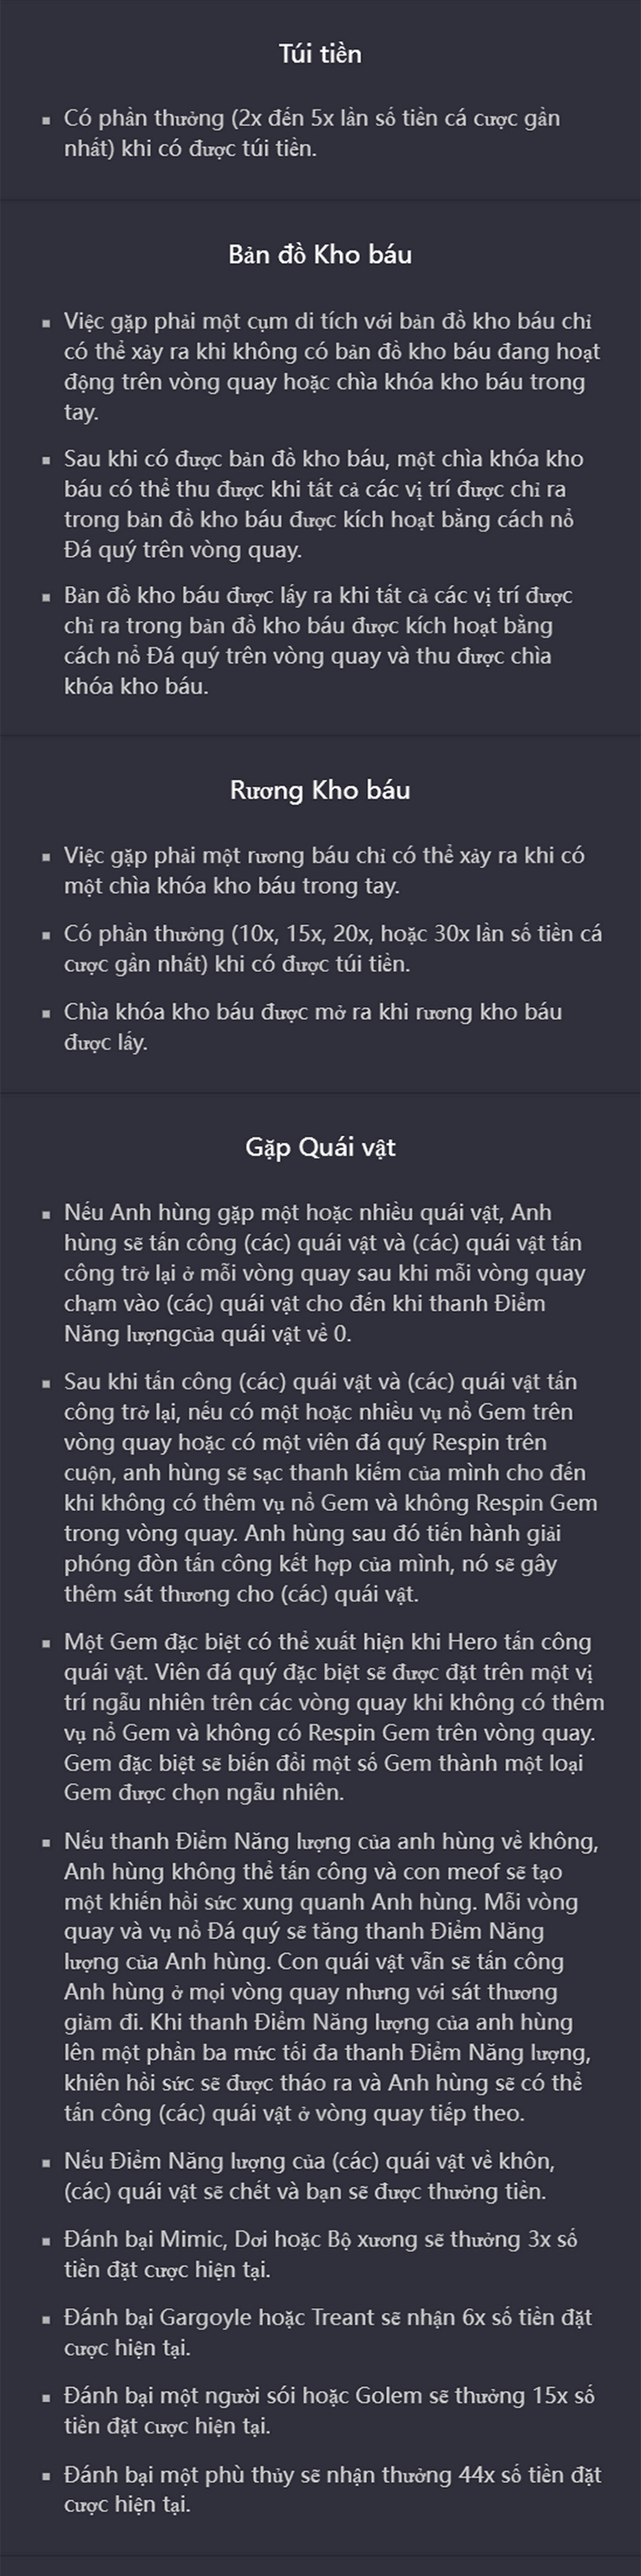 Túi tiền
▪ Có phần thưởng (2x đến 5x lần số tiền cá cược gần
nhất) khi có được túi tiền.
Bản đồ Kho báu
▪ Việc gặp phải một cụm di tích với bản đồ kho báu chỉ
có thể xảy ra khi không có bản đồ kho báu đang hoạt
động trên vòng quay hoặc chìa khóa kho báu trong
tay.
▪ Sau khi có được bản đồ kho báu, một chìa khóa kho
báu có thể thu được khi tất cả các vị trí được chỉ ra
trong bản đồ kho báu được kích hoạt bằng cách nổ
Đá quý trên vòng quay.
▪ Bản đồ kho báu được lấy ra khi tất cả các vị trí được
chỉ ra trong bản đồ kho báu được kích hoạt bằng
cách nổ Đá quý trên vòng quay và thu được chìa
khóa kho báu.
Rương Kho báu
▪ Việc gặp phải một rương báu chỉ có thể xảy ra khi có
một chìa khóa kho báu trong tay.
▪ Có phần thưởng (10x, 15x, 20x, hoặc 30x lần số tiền cá
cược gần nhất) khi có được túi tiền.
▪ Chìa khóa kho báu được mở ra khi rương kho báu
được lấy.
Gặp Quái vật
▪ Nếu Anh hùng gặp một hoặc nhiều quái vật, Anh
hùng sẽ tấn công (các) quái vật và (các) quái vật tấn
công trở lại ở mỗi vòng quay sau khi mỗi vòng quay
chạm vào (các) quái vật cho đến khi thanh Điểm
Năng lượngcủa quái vật về 0.
▪ Sau khi tấn công (các) quái vật và (các) quái vật tấn
công trở lại, nếu có một hoặc nhiều vụ nổ Gem trên
vòng quay hoặc có một viên đá quý Respin trên
cuộn, anh hùng sẽ sạc thanh kiếm của mình cho đến
khi không có thêm vụ nổ Gem và không Respin Gem
trong vòng quay. Anh hùng sau đó tiến hành giải
phóng đòn tấn công kết hợp của mình, nó sẽ gây
thêm sát thương cho (các) quái vật.
▪ Một Gem đặc biệt có thể xuất hiện khi Hero tấn công
quái vật. Viên đá quý đặc biệt sẽ được đặt trên một vị
trí ngẫu nhiên trên các vòng quay khi không có thêm
vụ nổ Gem và không có Respin Gem trên vòng quay.
Gem đặc biệt sẽ biến đổi một số Gem thành một loại
Gem được chọn ngẫu nhiên.
▪ Nếu thanh Điểm Năng lượng của anh hùng về không,
Anh hùng không thể tấn công và con meof sẽ tạo
một khiến hồi sức xung quanh Anh hùng. Mỗi vòng
quay và vụ nổ Đá quý sẽ tăng thanh Điểm Năng
lượng của Anh hùng. Con quái vật vẫn sẽ tấn công
Anh hùng ở mọi vòng quay nhưng với sát thương
giảm đi. Khi thanh Điểm Năng lượng của anh hùng
lên một phần ba mức tối đa thanh Điểm Năng lượng,
khiên hồi sức sẽ được tháo ra và Anh hùng sẽ có thể
tấn công (các) quái vật ở vòng quay tiếp theo.
▪ Nếu Điểm Năng lượng của (các) quái vật về khôn,
(các) quái vật sẽ chết và bạn sẽ được thưởng tiền.
▪ Đánh bại Mimic, Dơi hoặc Bộ xương sẽ thưởng 3x số
tiền đặt cược hiện tại.
▪ Đánh bại Gargoyle hoặc Treant sẽ nhận 6x số tiền đặt
cược hiện tại.
▪ Đánh bại một người sói hoặc Golem sẽ thưởng 15x số
tiền đặt cược hiện tại.
▪ Đánh bại một phù thủy sẽ nhận thưởng 44x số tiền đặt
cược hiện tại.